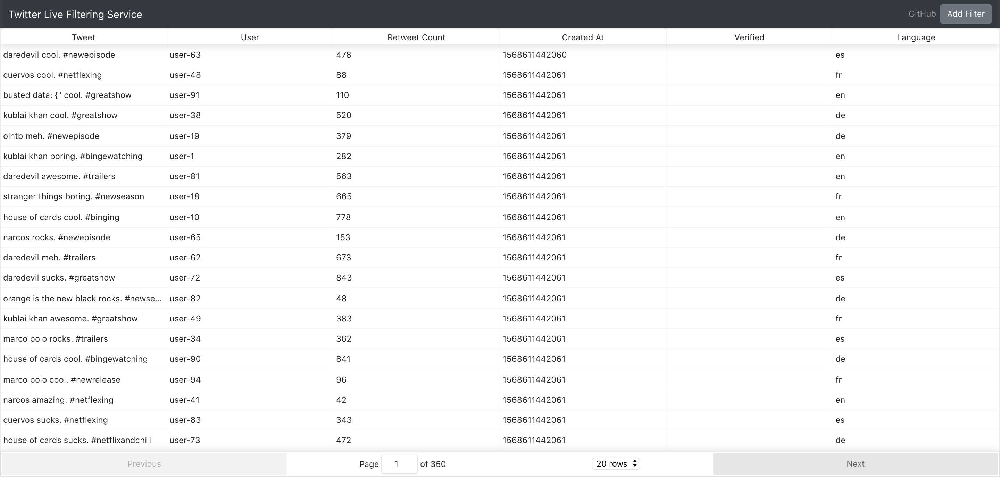 Twitter Live Filtering Service GitHub Add Filter
Tweet User Retweet Count Created At Verified Language
daredevil cool. #newepisode user-63 478 1568611442060 es
cuervos cool. #netflexing user-48 88 1568611442061 fr
busted data: {" cool. #greatshow user-91 110 1568611442061 en
kublai khan cool. #greatshow user-38 520 1568611442061 de
ointb meh. #newepisode user-19 379 1568611442061 de
kublai khan boring. #bingewatching user-1 282 1568611442061 en
daredevil awesome. #trailers user-81 563 1568611442061 en
stranger things boring. #newseason user-18 665 1568611442061 fr
house of cards cool. #binging user-10 778 1568611442061 en
narcos rocks. #newepisode user-65 153 1568611442061 de
daredevil meh. #trailers user-62 673 1568611442061 fr
daredevil sucks. #greatshow user-72 843 1568611442061 es
orange is the new black rocks. #newse... user-82 48 1568611442061 de
kublai khan awesome. #greatshow user-49 383 1568611442061 fr
marco polo rocks. #trailers user-34 362 1568611442061 es
house of cards cool. #bingewatching user-90 841 1568611442061 de
marco polo cool. #newrelease user-94 96 1568611442061 fr
narcos amazing. #netflexing user-41 42 1568611442061 en
cuervos sucks. #netflexing user-83 343 1568611442061 es
house of cards sucks. #netflixandchill user-73 472 1568611442061 de
Previous Page 1 of 350 20 rows Next